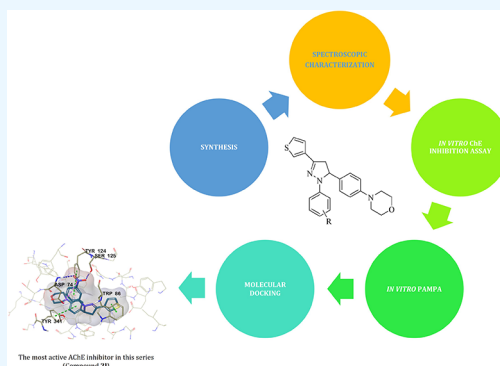 SPECTROSCOPIC
CHARACTERIZATION
SYNTHESIS
IN VITRO ChE
INHIBITION ASSAY
S
N
N
N
O
R
IN VITRO PAMPA
MOLECULAR
DOCKING
TYR 124
SER 125
ASP 74
TRP 86
TYR 341
The most active AChE inhibitor in this series
(Compound